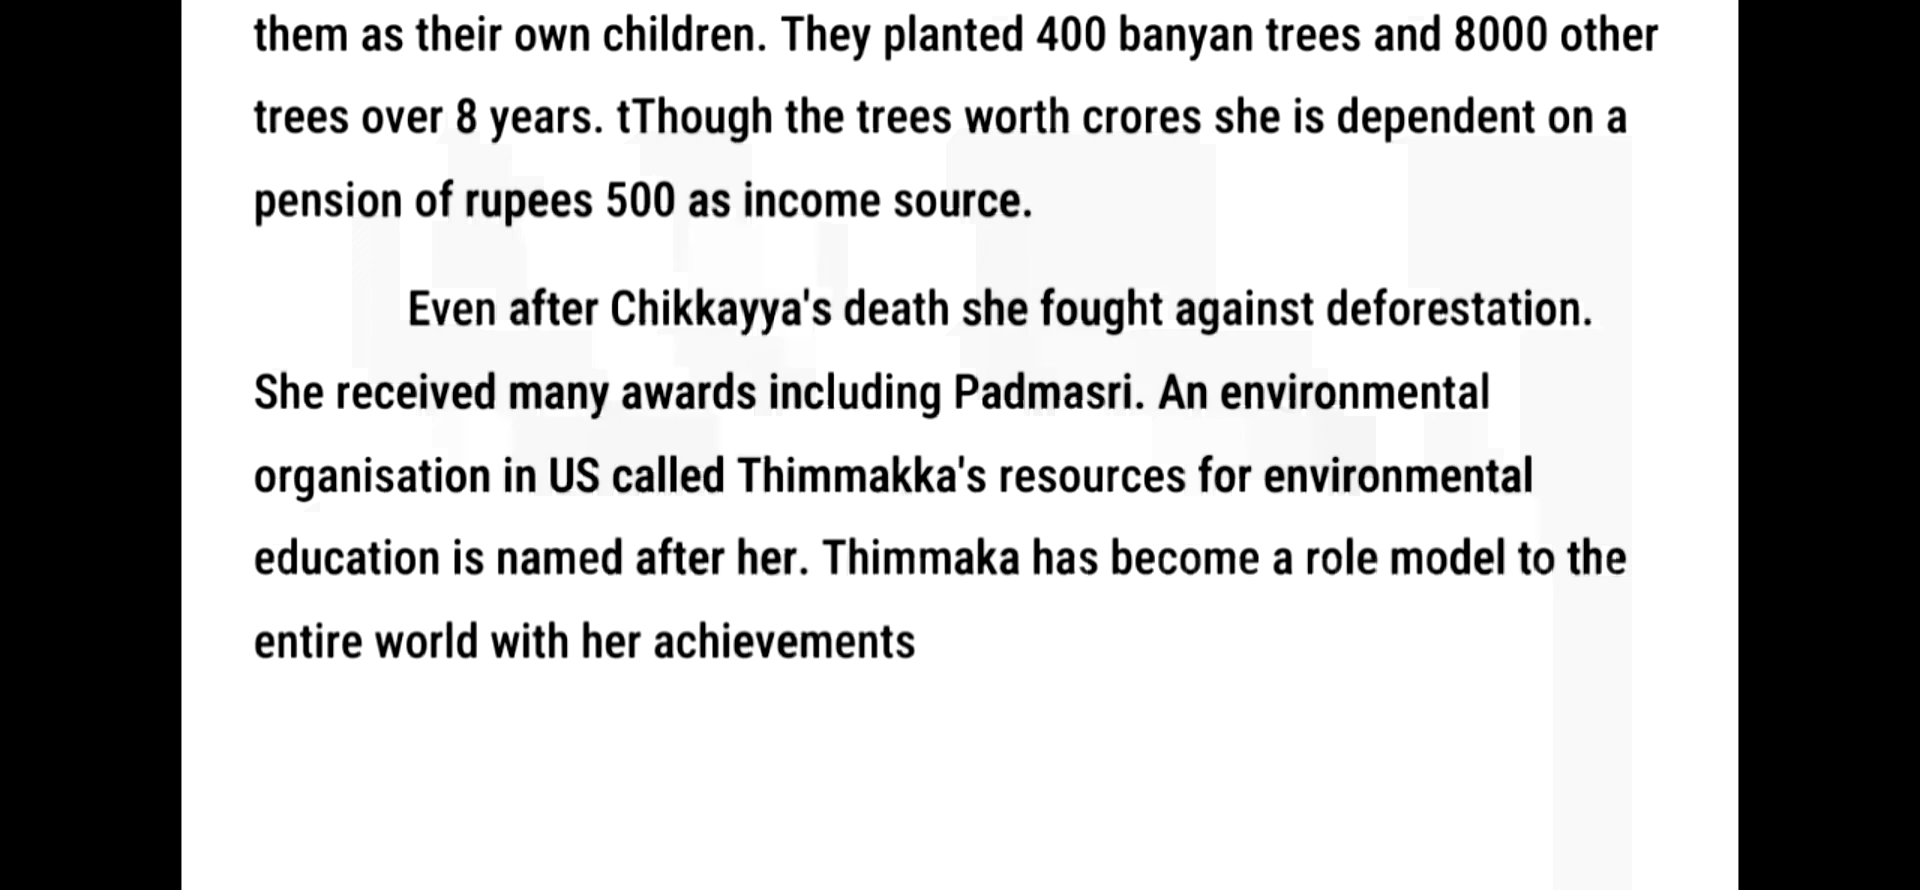 them as their own children. They planted 400 banyan trees and 8000 other
trees over 8 years. tThough the trees worth crores she is dependent on a
pension of rupees 500 as income source.
Even after Chikkayya's death she fought against deforestation.
She received many awards including Padmasri. An environmental
organisation in US called Thimmakka's resources for environmental
education is named after her. Thimmaka has become a role model to the
entire world with her achievements